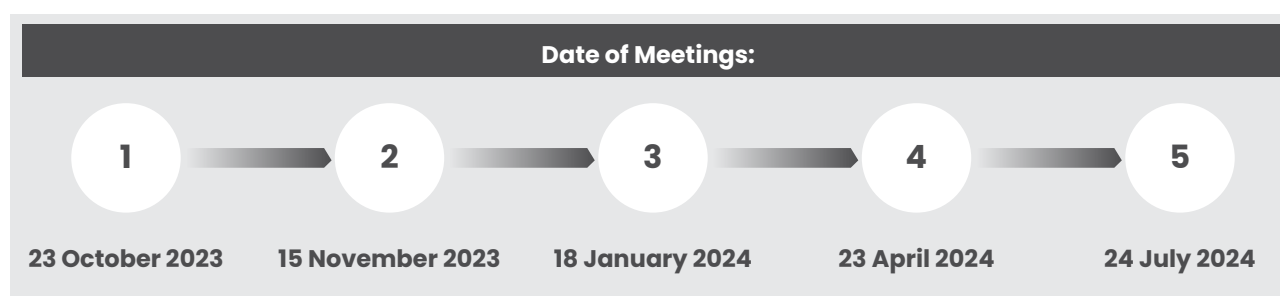 Date of Meetings:
1 2 3 4 5
23 October 2023 15 November 2023 18 January 2024 23 April 2024 24 July 2024